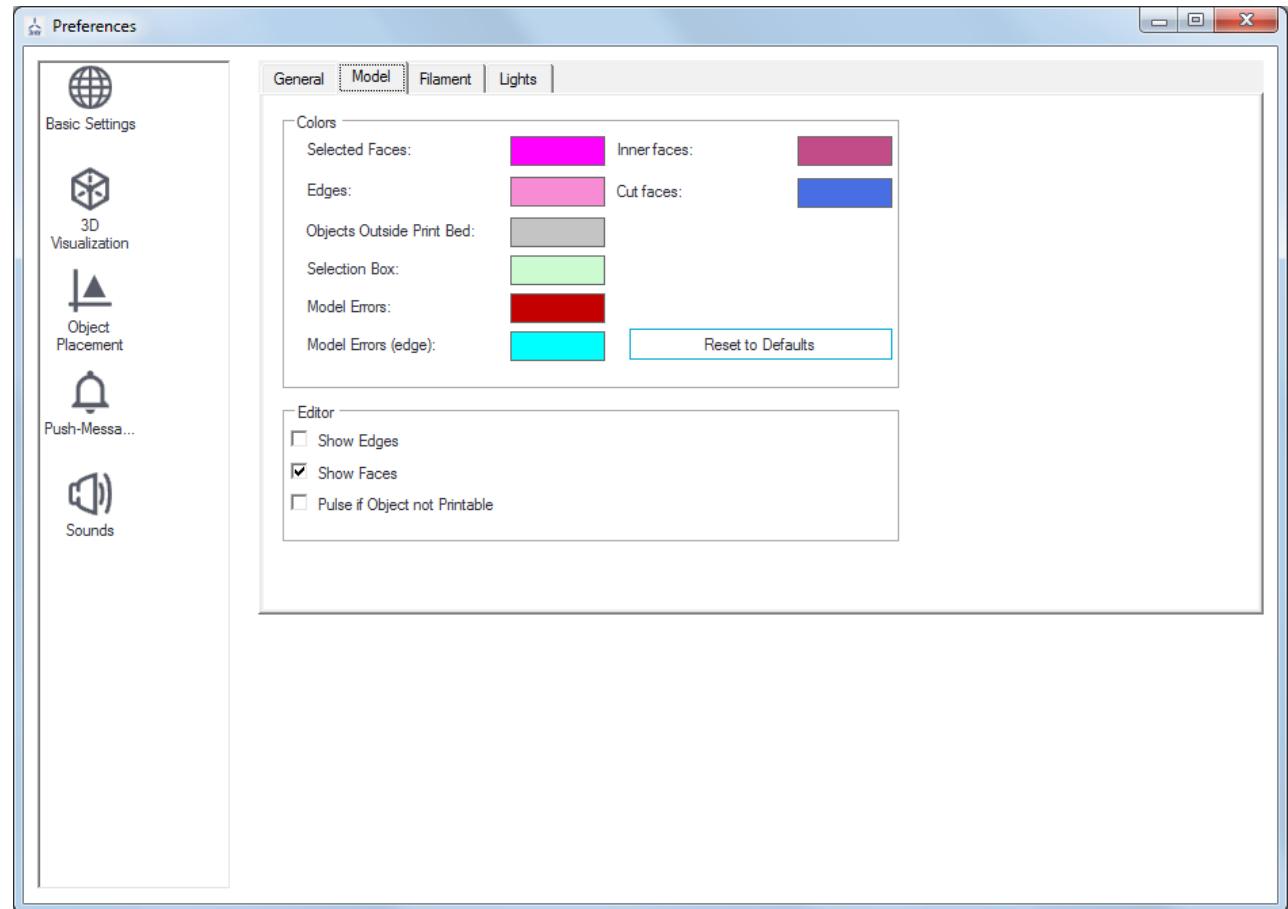 Preferences
Basic Settings
3D
Visualization
Object
Placement
Push-Messa...
Sounds
General Model Filament Lights
Colors
Selected Faces: Inner faces:
Edges: Cut faces:
Objects Outside Print Bed:
Selection Box:
Model Errors:
Model Errors (edge): Reset to Defaults
Editor
Show Edges
Show Faces
Pulse if Object not Printable